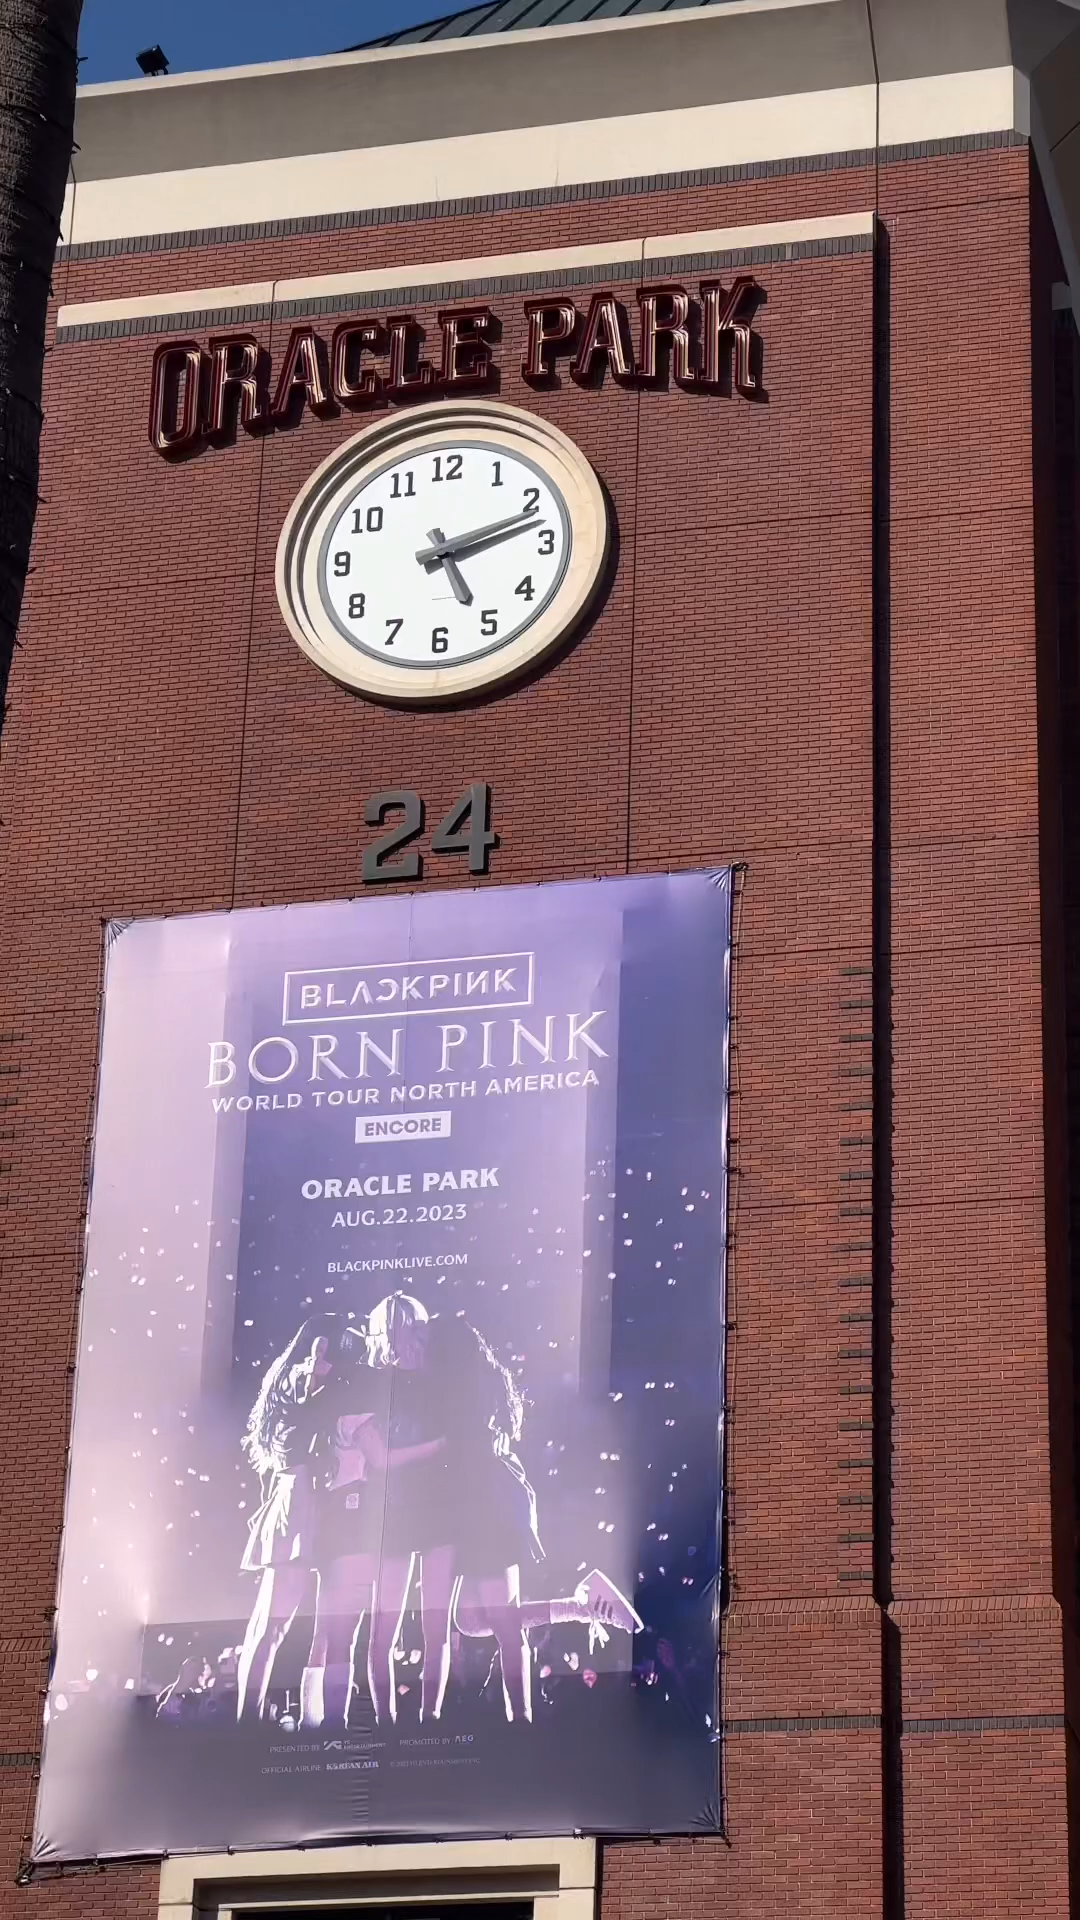 ORACLE PARK
12
1
2
3
4
5
6
7
8
9
10
11
24
BLACKPINK
BORN PINK
WORLD TOUR NORTH AMERICA
ENCORE
ORACLE PARK
AUG.22.2023
BLACKPINKLIVE.COM
PRESENTED BY YG ENTERTAINMENT PROMOTED BY AEG
OFFICIAL AIRLINE KOREAN AIR